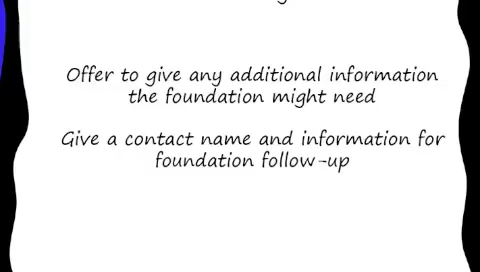 Offer to give any additional information
the foundation might need
Give a contact name and information for
foundation follow-up